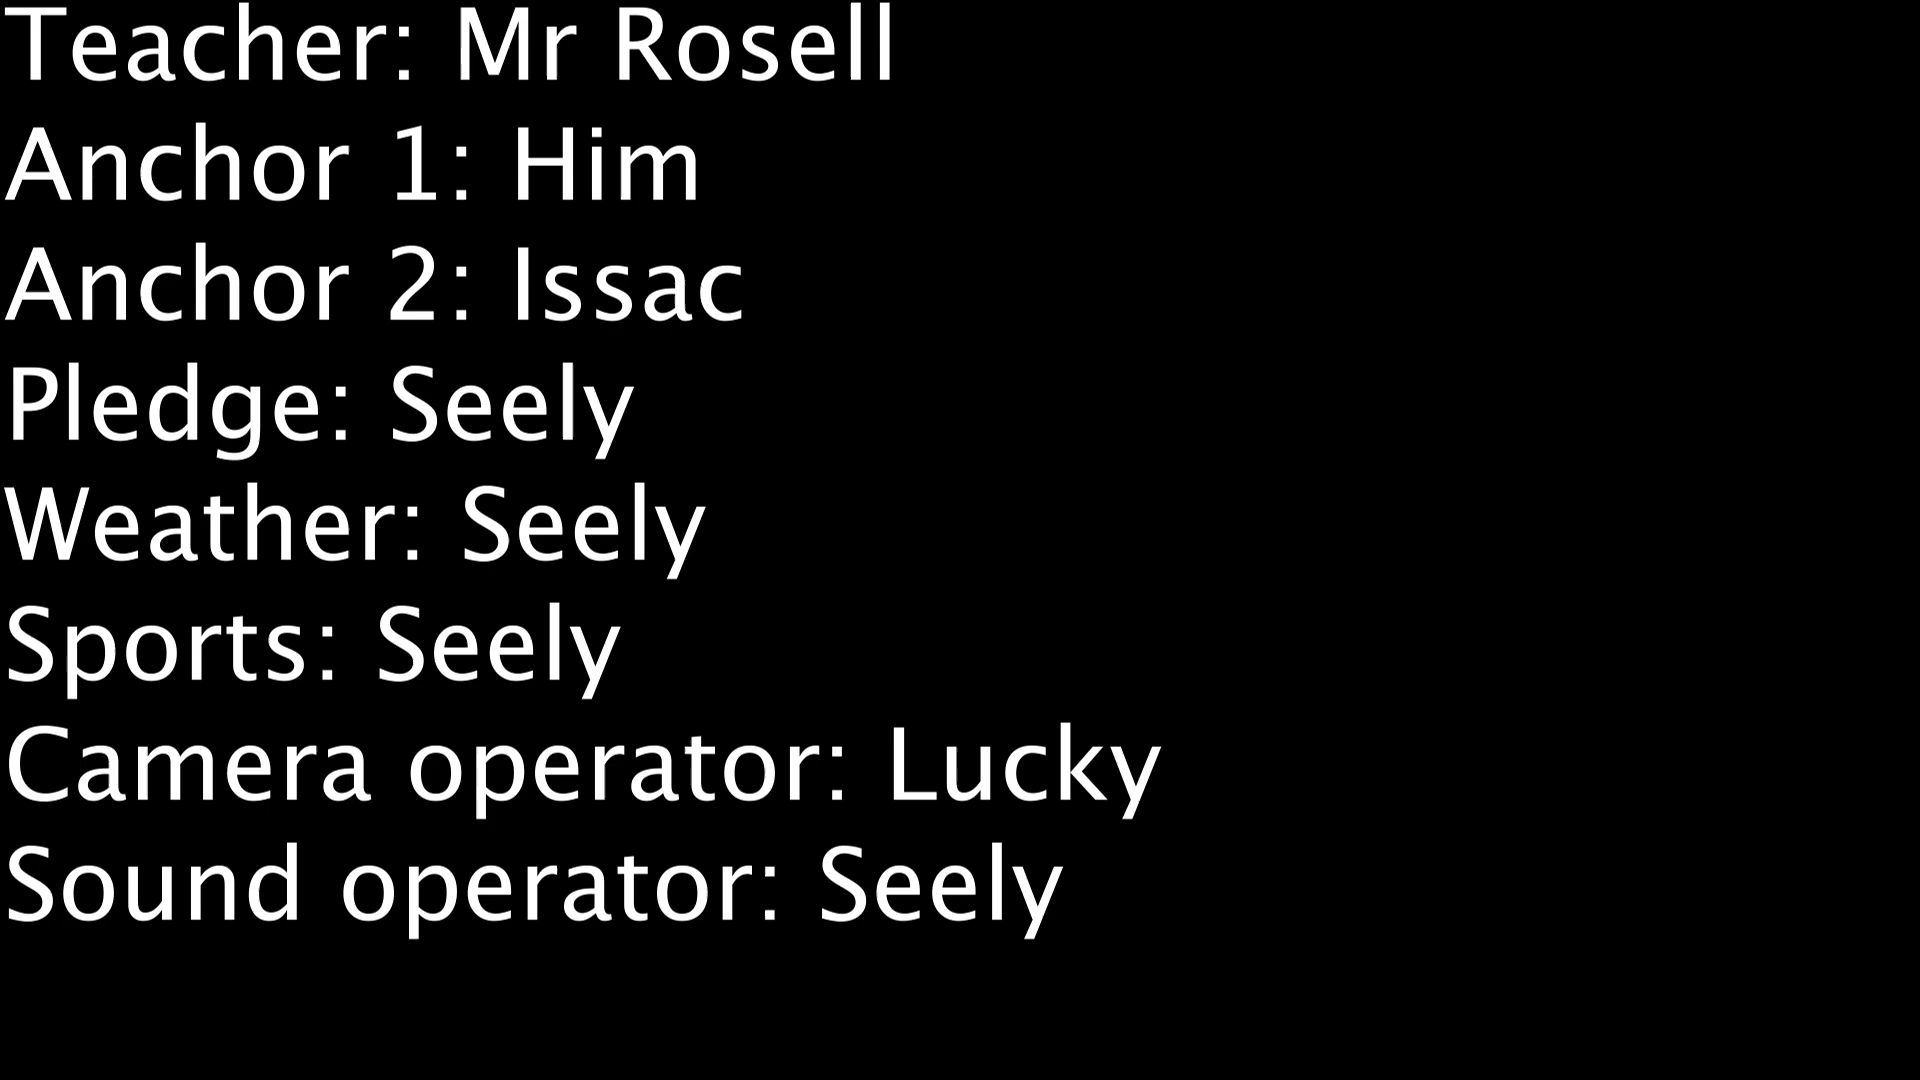 Teacher: Mr Rosell
Anchor 1: Him
Anchor 2: Issac
Pledge: Seely
Weather: Seely
Sports: Seely
Camera operator: Lucky
Sound operator: Seely